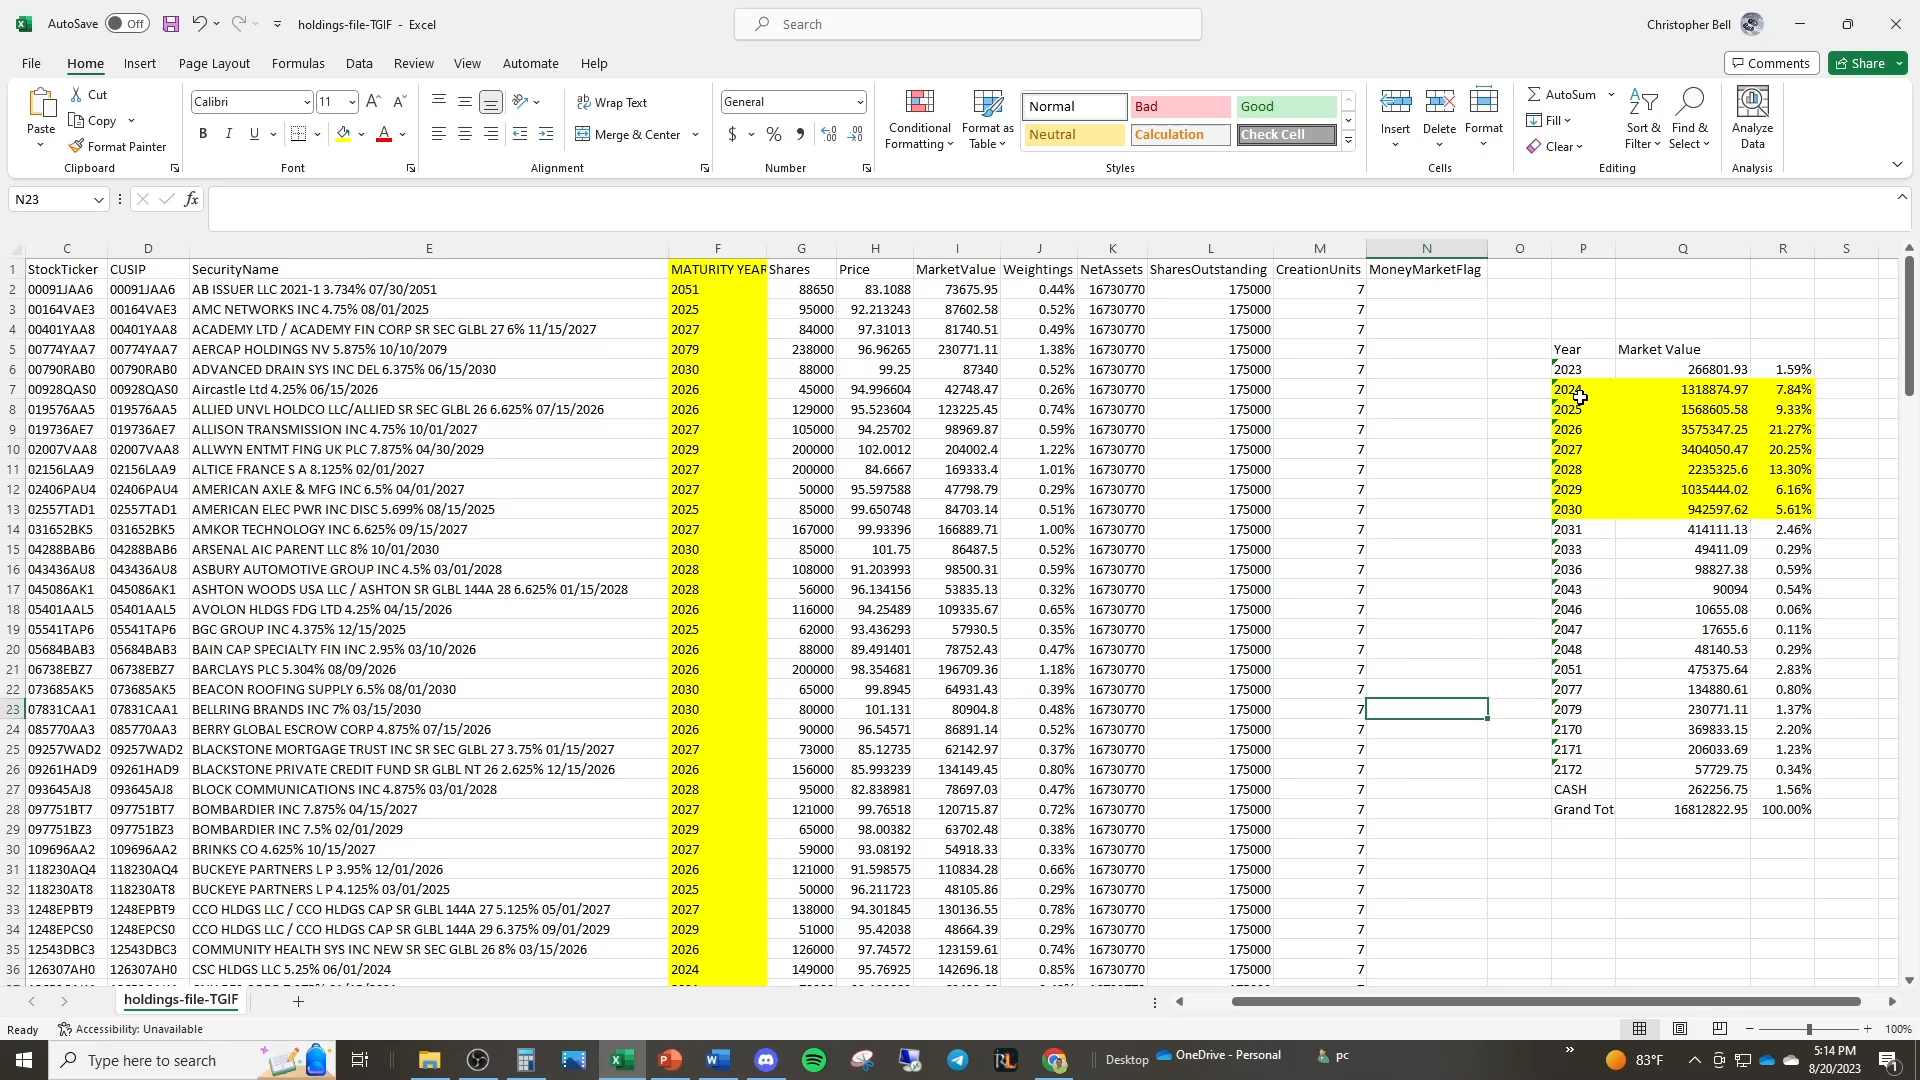 AutoSave Off holdings-file-TGIF - Excel Search Christopher Bell
File Home Insert Page Layout Formulas Data Review View Automate Help Comments Share
Paste Cut Copy Format Painter Clipboard
Calibri 11 Font
Wrap Text Merge & Center Alignment
General Number
Conditional Formatting Format as Table Normal Bad Good Neutral Calculation Check Cell Styles
Insert Delete Format Cells
AutoSum Fill Clear Sort & Filter Find & Select Editing
Analyze Data Analysis
N23 fx
C D E F G H I J K L M N O P Q R S
1 StockTicker CUSIP SecurityName MATURITY YEAR Shares Price MarketValue Weightings NetAssets SharesOutstanding CreationUnits MoneyMarketFlag
2 00091JAA6 00091JAA6 AB ISSUER LLC 2021-1 3.734% 07/30/2051 2051 88650 83.1088 73675.95 0.44% 16730770 175000 7
3 00164VAE3 00164VAE3 AMC NETWORKS INC 4.75% 08/01/2025 2025 95000 92.213243 87602.58 0.52% 16730770 175000 7
4 00401YAA8 00401YAA8 ACADEMY LTD / ACADEMY FIN CORP SR SEC GLBL 27 6% 11/15/2027 2027 84000 97.31013 81740.51 0.49% 16730770 175000 7
5 00774YAA7 00774YAA7 AERCAP HOLDINGS NV 5.875% 10/10/2079 2079 238000 96.96265 230771.11 1.38% 16730770 175000 7 Year Market Value
6 00790RAB0 00790RAB0 ADVANCED DRAIN SYS INC DEL 6.375% 06/15/2030 2030 88000 99.25 87340 0.52% 16730770 175000 7 2023 266801.93 1.59%
7 00928QAS0 00928QAS0 Aircastle Ltd 4.25% 06/15/2026 2026 45000 94.996604 42748.47 0.26% 16730770 175000 7 2024 1318874.97 7.84%
8 019576AA5 019576AA5 ALLIED UNVL HOLDCO LLC/ALLIED SR SEC GLBL 26 6.625% 07/15/2026 2026 129000 95.523604 123225.45 0.74% 16730770 175000 7 2025 1568605.58 9.33%
9 019736AE7 019736AE7 ALLISON TRANSMISSION INC 4.75% 10/01/2027 2027 105000 94.25702 98969.87 0.59% 16730770 175000 7 2026 3575347.25 21.27%
10 02007VAA8 02007VAA8 ALLWYN ENTMT FING UK PLC 7.875% 04/30/2029 2029 200000 102.0012 204002.4 1.22% 16730770 175000 7 2027 3404050.47 20.25%
11 02156LAA9 02156LAA9 ALTICE FRANCE S A 8.125% 02/01/2027 2027 200000 84.6667 169333.4 1.01% 16730770 175000 7 2028 2235325.6 13.30%
12 02406PAU4 02406PAU4 AMERICAN AXLE & MFG INC 6.5% 04/01/2027 2027 50000 95.597588 47798.79 0.29% 16730770 175000 7 2029 1035444.02 6.16%
13 02557TAD1 02557TAD1 AMERICAN ELEC PWR INC DISC 5.699% 08/15/2025 2025 85000 99.650748 84703.14 0.51% 16730770 175000 7 2030 942597.62 5.61%
14 031652BK5 031652BK5 AMKOR TECHNOLOGY INC 6.625% 09/15/2027 2027 167000 99.93396 166889.71 1.00% 16730770 175000 7 2031 414111.13 2.46%
15 04288BAB6 04288BAB6 ARSENAL AIC PARENT LLC 8% 10/01/2030 2030 85000 101.75 86487.5 0.52% 16730770 175000 7 2033 49411.09 0.29%
16 043436AU8 043436AU8 ASBURY AUTOMOTIVE GROUP INC 4.5% 03/01/2028 2028 108000 91.203993 98500.31 0.59% 16730770 175000 7 2036 98827.38 0.59%
17 045086AK1 045086AK1 ASHTON WOODS USA LLC / ASHTON SR GLBL 144A 28 6.625% 01/15/2028 2028 56000 96.134156 53835.13 0.32% 16730770 175000 7 2043 90094 0.54%
18 05401AAL5 05401AAL5 AVOLON HLDGS FDG LTD 4.25% 04/15/2026 2026 116000 94.25489 109335.67 0.65% 16730770 175000 7 2046 10655.08 0.06%
19 05541TAP6 05541TAP6 BGC GROUP INC 4.375% 12/15/2025 2025 62000 93.436293 57930.5 0.35% 16730770 175000 7 2047 17655.6 0.11%
20 05684BAB3 05684BAB3 BAIN CAP SPECIALTY FIN INC 2.95% 03/10/2026 2026 88000 89.491401 78752.43 0.47% 16730770 175000 7 2048 48140.53 0.29%
21 06738EBZ7 06738EBZ7 BARCLAYS PLC 5.304% 08/09/2026 2026 200000 98.354681 196709.36 1.18% 16730770 175000 7 2051 475375.64 2.83%
22 073685AK5 073685AK5 BEACON ROOFING SUPPLY 6.5% 08/01/2030 2030 65000 99.8945 64931.43 0.39% 16730770 175000 7 2077 134880.61 0.80%
23 07831CAA1 07831CAA1 BELLRING BRANDS INC 7% 03/15/2030 2030 80000 101.131 80904.8 0.48% 16730770 175000 7 2079 230771.11 1.37%
24 085770AA3 085770AA3 BERRY GLOBAL ESCROW CORP 4.875% 07/15/2026 2026 90000 96.54571 86891.14 0.52% 16730770 175000 7 2170 369833.15 2.20%
25 09257WAD2 09257WAD2 BLACKSTONE MORTGAGE TRUST INC SR SEC GLBL 27 3.75% 01/15/2027 2027 73000 85.12735 62142.97 0.37% 16730770 175000 7 2171 206033.69 1.23%
26 09261HAD9 09261HAD9 BLACKSTONE PRIVATE CREDIT FUND SR GLBL NT 26 2.625% 12/15/2026 2026 156000 85.993239 134149.45 0.80% 16730770 175000 7 2172 57729.75 0.34%
27 093645AJ8 093645AJ8 BLOCK COMMUNICATIONS INC 4.875% 03/01/2028 2028 95000 82.838981 78697.03 0.47% 16730770 175000 7 CASH 262256.75 1.56%
28 097751BT7 097751BT7 BOMBARDIER INC 7.875% 04/15/2027 2027 121000 99.76518 120715.87 0.72% 16730770 175000 7 Grand Tot 16812822.95 100.00%
29 097751BZ3 097751BZ3 BOMBARDIER INC 7.5% 02/01/2029 2029 65000 98.00382 63702.48 0.38% 16730770 175000 7
30 109696AA2 109696AA2 BRINKS CO 4.625% 10/15/2027 2027 59000 93.08192 54918.33 0.33% 16730770 175000 7
31 118230AQ4 118230AQ4 BUCKEYE PARTNERS L P 3.95% 12/01/2026 2026 121000 91.598575 110834.28 0.66% 16730770 175000 7
32 118230AT8 118230AT8 BUCKEYE PARTNERS L P 4.125% 03/01/2025 2025 50000 96.211723 48105.86 0.29% 16730770 175000 7
33 1248EPBT9 1248EPBT9 CCO HLDGS LLC / CCO HLDGS CAP SR GLBL 144A 27 5.125% 05/01/2027 2027 138000 94.301845 130136.55 0.78% 16730770 175000 7
34 1248EPCS0 1248EPCS0 CCO HLDGS LLC / CCO HLDGS CAP SR GLBL 144A 29 6.375% 09/01/2029 2029 51000 95.42038 48664.39 0.29% 16730770 175000 7
35 12543DBC3 12543DBC3 COMMUNITY HEALTH SYS INC NEW SR SEC GLBL 26 8% 03/15/2026 2026 126000 97.74572 123159.61 0.74% 16730770 175000 7
36 126307AH0 126307AH0 CSC HLDGS LLC 5.25% 06/01/2024 2024 149000 95.76925 142696.18 0.85% 16730770 175000 7
holdings-file-TGIF
Ready Accessibility: Unavailable 100%
Type here to search Desktop OneDrive - Personal pc 83°F 5:14 PM
8/20/2023